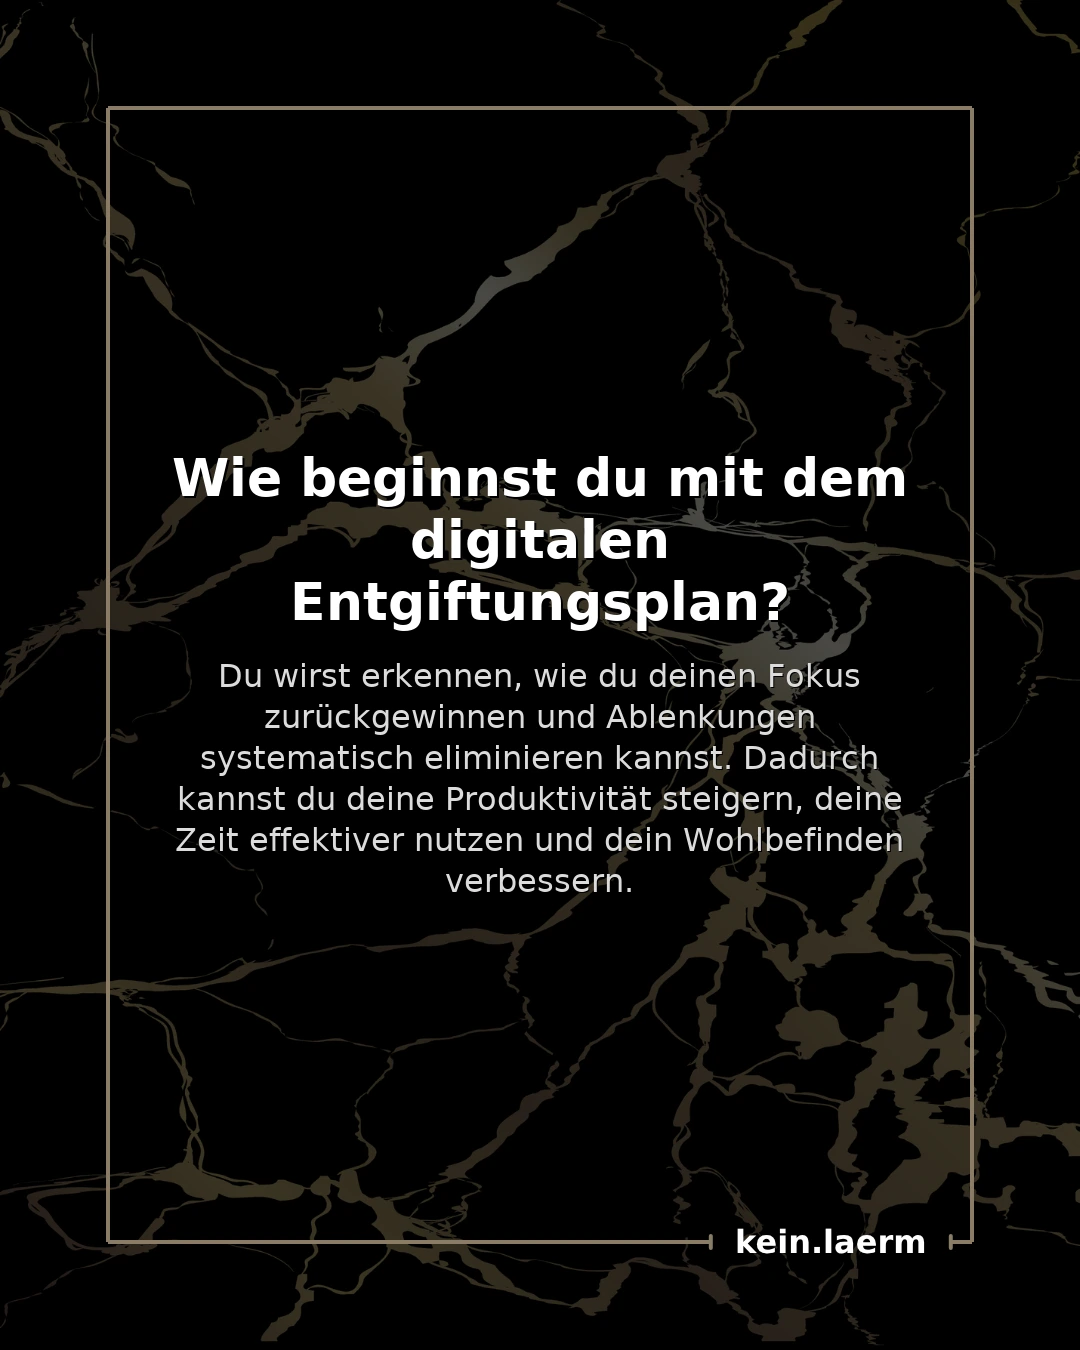 Wie beginnst du mit dem
digitalen
Entgiftungsplan?
Du wirst erkennen, wie du deinen Fokus
zurückgewinnen und Ablenkungen
systematisch eliminieren kannst. Dadurch
kannst du deine Produktivität steigern, deine
Zeit effektiver nutzen und dein Wohlbefinden
verbessern.
kein.laerm